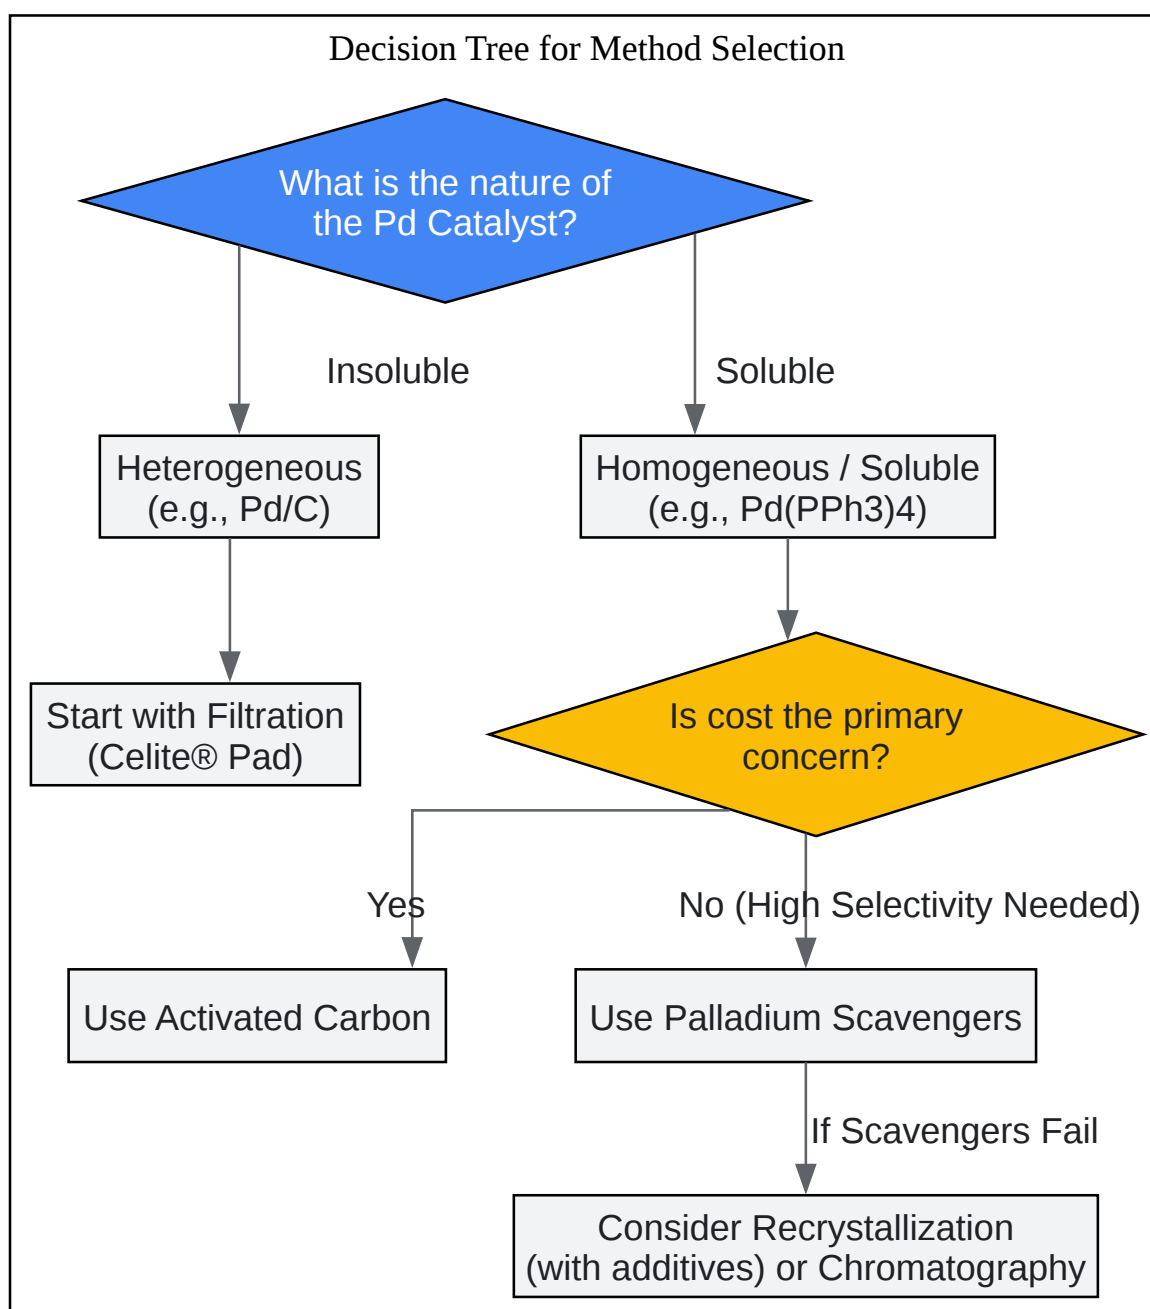 Decision Tree for Method Selection
What is the nature of
the Pd Catalyst?
Insoluble
Soluble
Heterogeneous
(e.g., Pd/C)
Homogeneous / Soluble
(e.g., Pd(PPh3)4)
Start with Filtration
(Celite® Pad)
Is cost the primary
concern?
Yes
No (High Selectivity Needed)
Use Activated Carbon
Use Palladium Scavengers
If Scavengers Fail
Consider Recrystallization
(with additives) or Chromatography